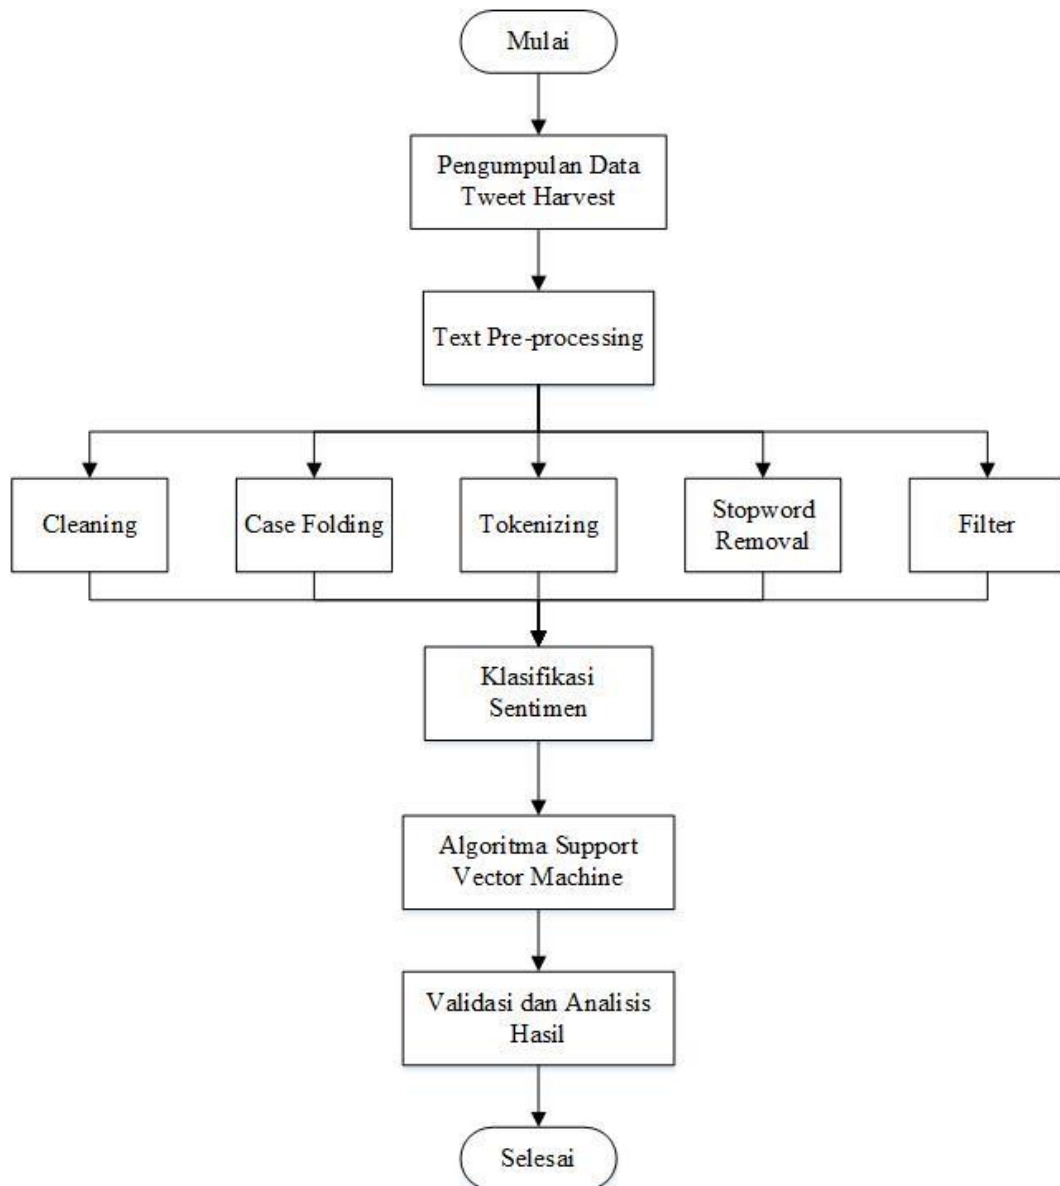 Mulai
Pengumpulan Data
Tweet Harvest
Text Pre-processing
Cleaning
Case Folding
Tokenizing
Stopword
Removal
Filter
Klasifikasi
Sentimen
Algoritma Support
Vector Machine
Validasi dan Analisis
Hasil
Selesai